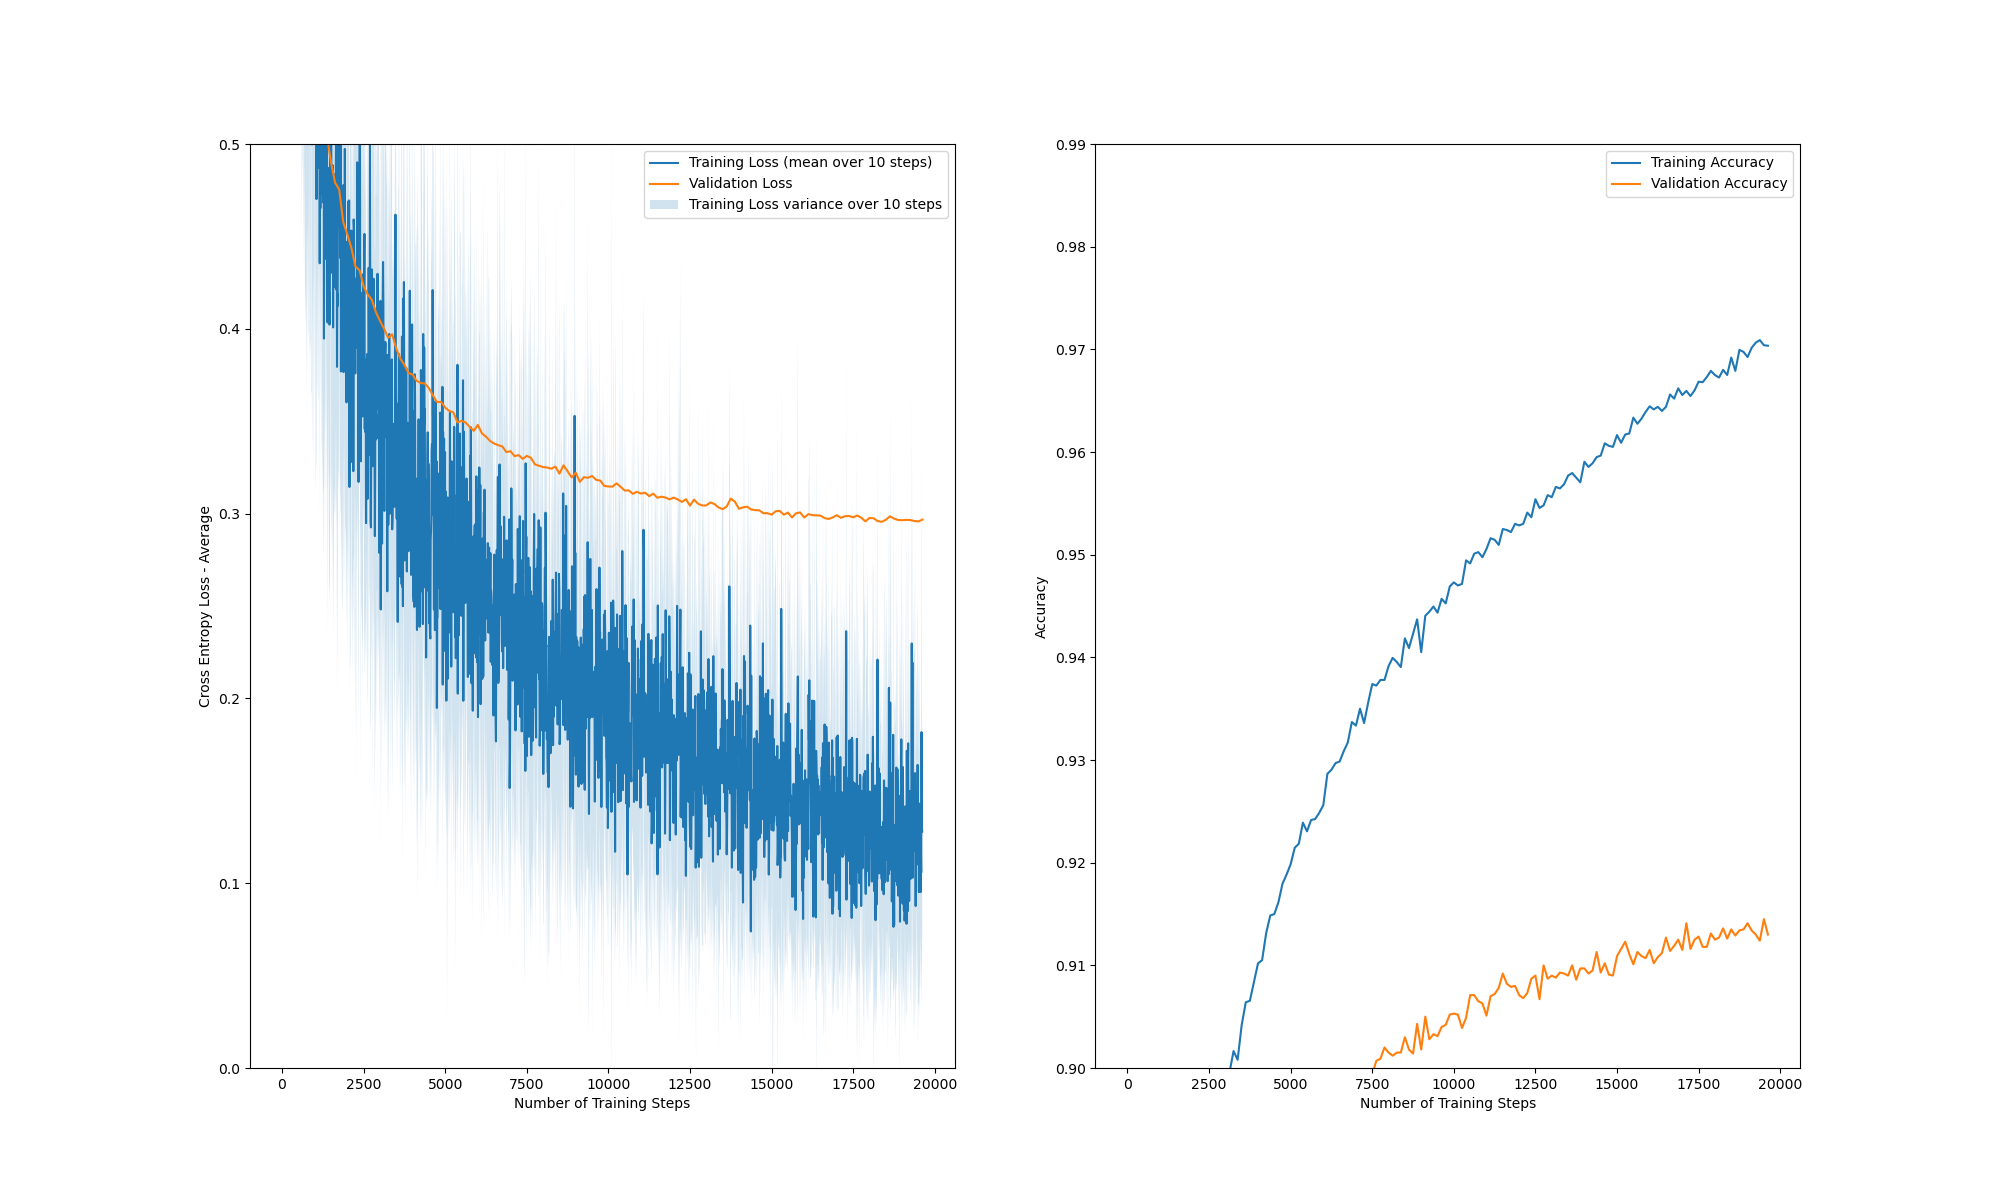 0.5
0.4
0.3
0.2
0.1
0.0
Cross Entropy Loss - Average
Training Loss (mean over 10 steps)
Validation Loss
Training Loss variance over 10 steps
0 2500 5000 7500 10000 12500 15000 17500 20000
Number of Training Steps
0.99
0.98
0.97
0.96
0.95
0.94
0.93
0.92
0.91
0.90
Accuracy
Training Accuracy
Validation Accuracy
0 2500 5000 7500 10000 12500 15000 17500 20000
Number of Training Steps